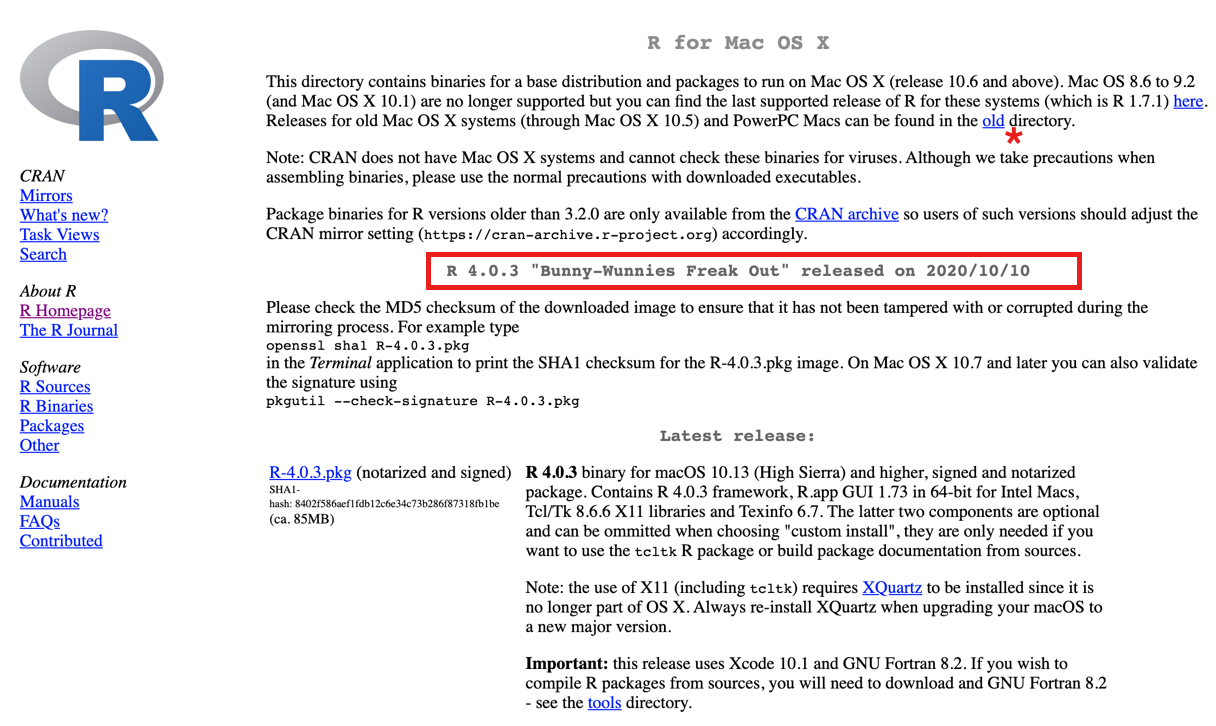 R
CRAN
Mirrors
What's new?
Task Views
Search
About R
R Homepage
The R Journal
Software
R Sources
R Binaries
Packages
Other
Documentation
Manuals
FAQs
Contributed
R for Mac OS X
This directory contains binaries for a base distribution and packages to run on Mac OS X (release 10.6 and above). Mac OS 8.6 to 9.2
(and Mac OS X 10.1) are no longer supported but you can find the last supported release of R for these systems (which is R 1.7.1) here.
Releases for old Mac OS X systems (through Mac OS X 10.5) and PowerPC Macs can be found in the old directory.
*
Note: CRAN does not have Mac OS X systems and cannot check these binaries for viruses. Although we take precautions when
assembling binaries, please use the normal precautions with downloaded executables.
Package binaries for R versions older than 3.2.0 are only available from the CRAN archive so users of such versions should adjust the
CRAN mirror setting (https://cran-archive.r-project.org) accordingly.
R 4.0.3 "Bunny-Wunnies Freak Out" released on 2020/10/10
Please check the MD5 checksum of the downloaded image to ensure that it has not been tampered with or corrupted during the
mirroring process. For example type
openssl sha1 R-4.0.3.pkg
in the Terminal application to print the SHA1 checksum for the R-4.0.3.pkg image. On Mac OS X 10.7 and later you can also validate
the signature using
pkgutil --check-signature R-4.0.3.pkg
Latest release:
R-4.0.3.pkg (notarized and signed)
SHA1-
hash: 8402f586aef1fdb12c6e34c73b286f87318fb1be
(ca. 85MB)
R 4.0.3 binary for macOS 10.13 (High Sierra) and higher, signed and notarized
package. Contains R 4.0.3 framework, R.app GUI 1.73 in 64-bit for Intel Macs,
Tcl/Tk 8.6.6 X11 libraries and Texinfo 6.7. The latter two components are optional
and can be ommitted when choosing "custom install", they are only needed if you
want to use the tcltk R package or build package documentation from sources.
Note: the use of X11 (including tcltk) requires XQuartz to be installed since it is
no longer part of OS X. Always re-install XQuartz when upgrading your macOS to
a new major version.
Important: this release uses Xcode 10.1 and GNU Fortran 8.2. If you wish to
compile R packages from sources, you will need to download and GNU Fortran 8.2
- see the tools directory.